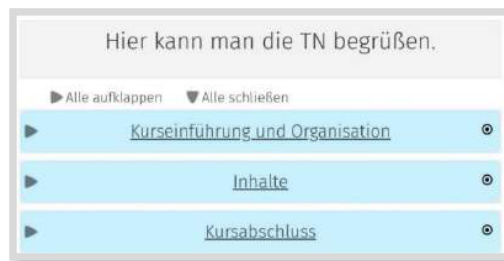 Hier kann man die TN begrüßen.
Alle aufklappen Alle schließen
Kurseinführung und Organisation
Inhalte
Kursabschluss